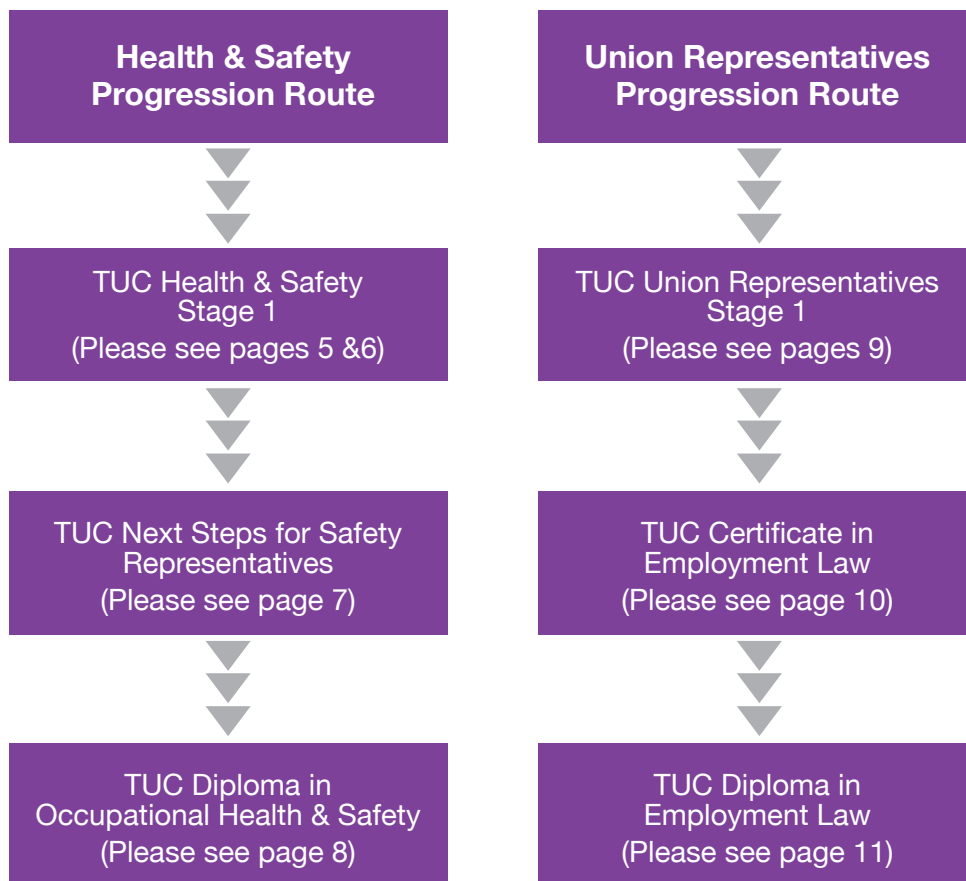 Health & Safety
Progression Route
TUC Health & Safety
Stage 1
(Please see pages 5 &6)
TUC Next Steps for Safety
Representatives
(Please see page 7)
TUC Diploma in
Occupational Health & Safety
(Please see page 8)
Union Representatives
Progression Route
TUC Union Representatives
Stage 1
(Please see pages 9)
TUC Certificate in
Employment Law
(Please see page 10)
TUC Diploma in
Employment Law
(Please see page 11)